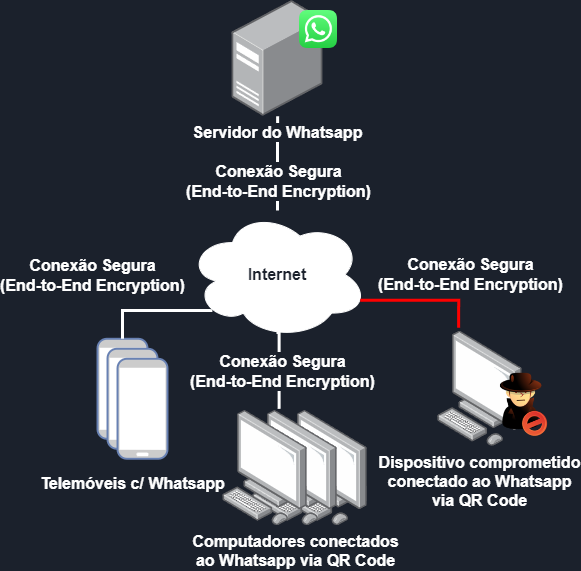 Servidor do Whatsapp
Conexão Segura
(End-to-End Encryption)
Internet
Conexão Segura
(End-to-End Encryption)
Conexão Segura
(End-to-End Encryption)
Conexão Segura
(End-to-End Encryption)
Telemóveis c/ Whatsapp
Dispositivo comprometido
conectado ao Whatsapp
via QR Code
Computadores conectados
ao Whatsapp via QR Code